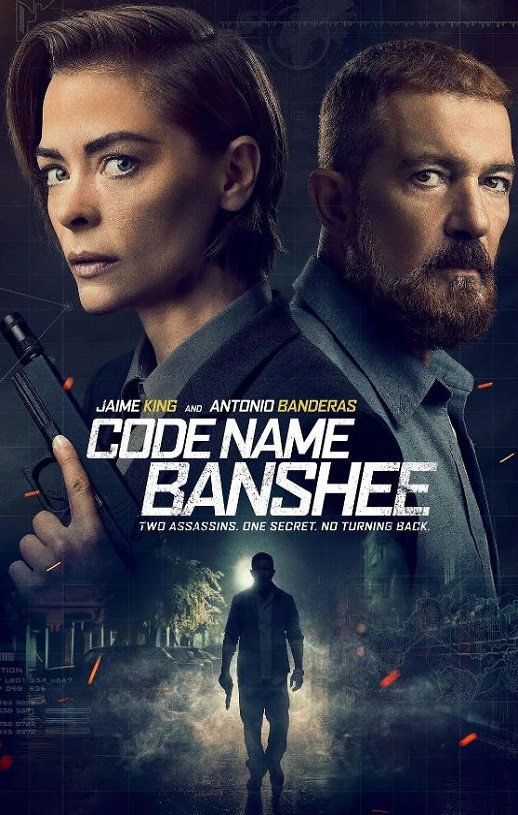 JAIME KING AND ANTONIO BANDERAS
CODE NAME
BANSHEE
TWO ASSASSINS. ONE SECRET. NO TURNING BACK.